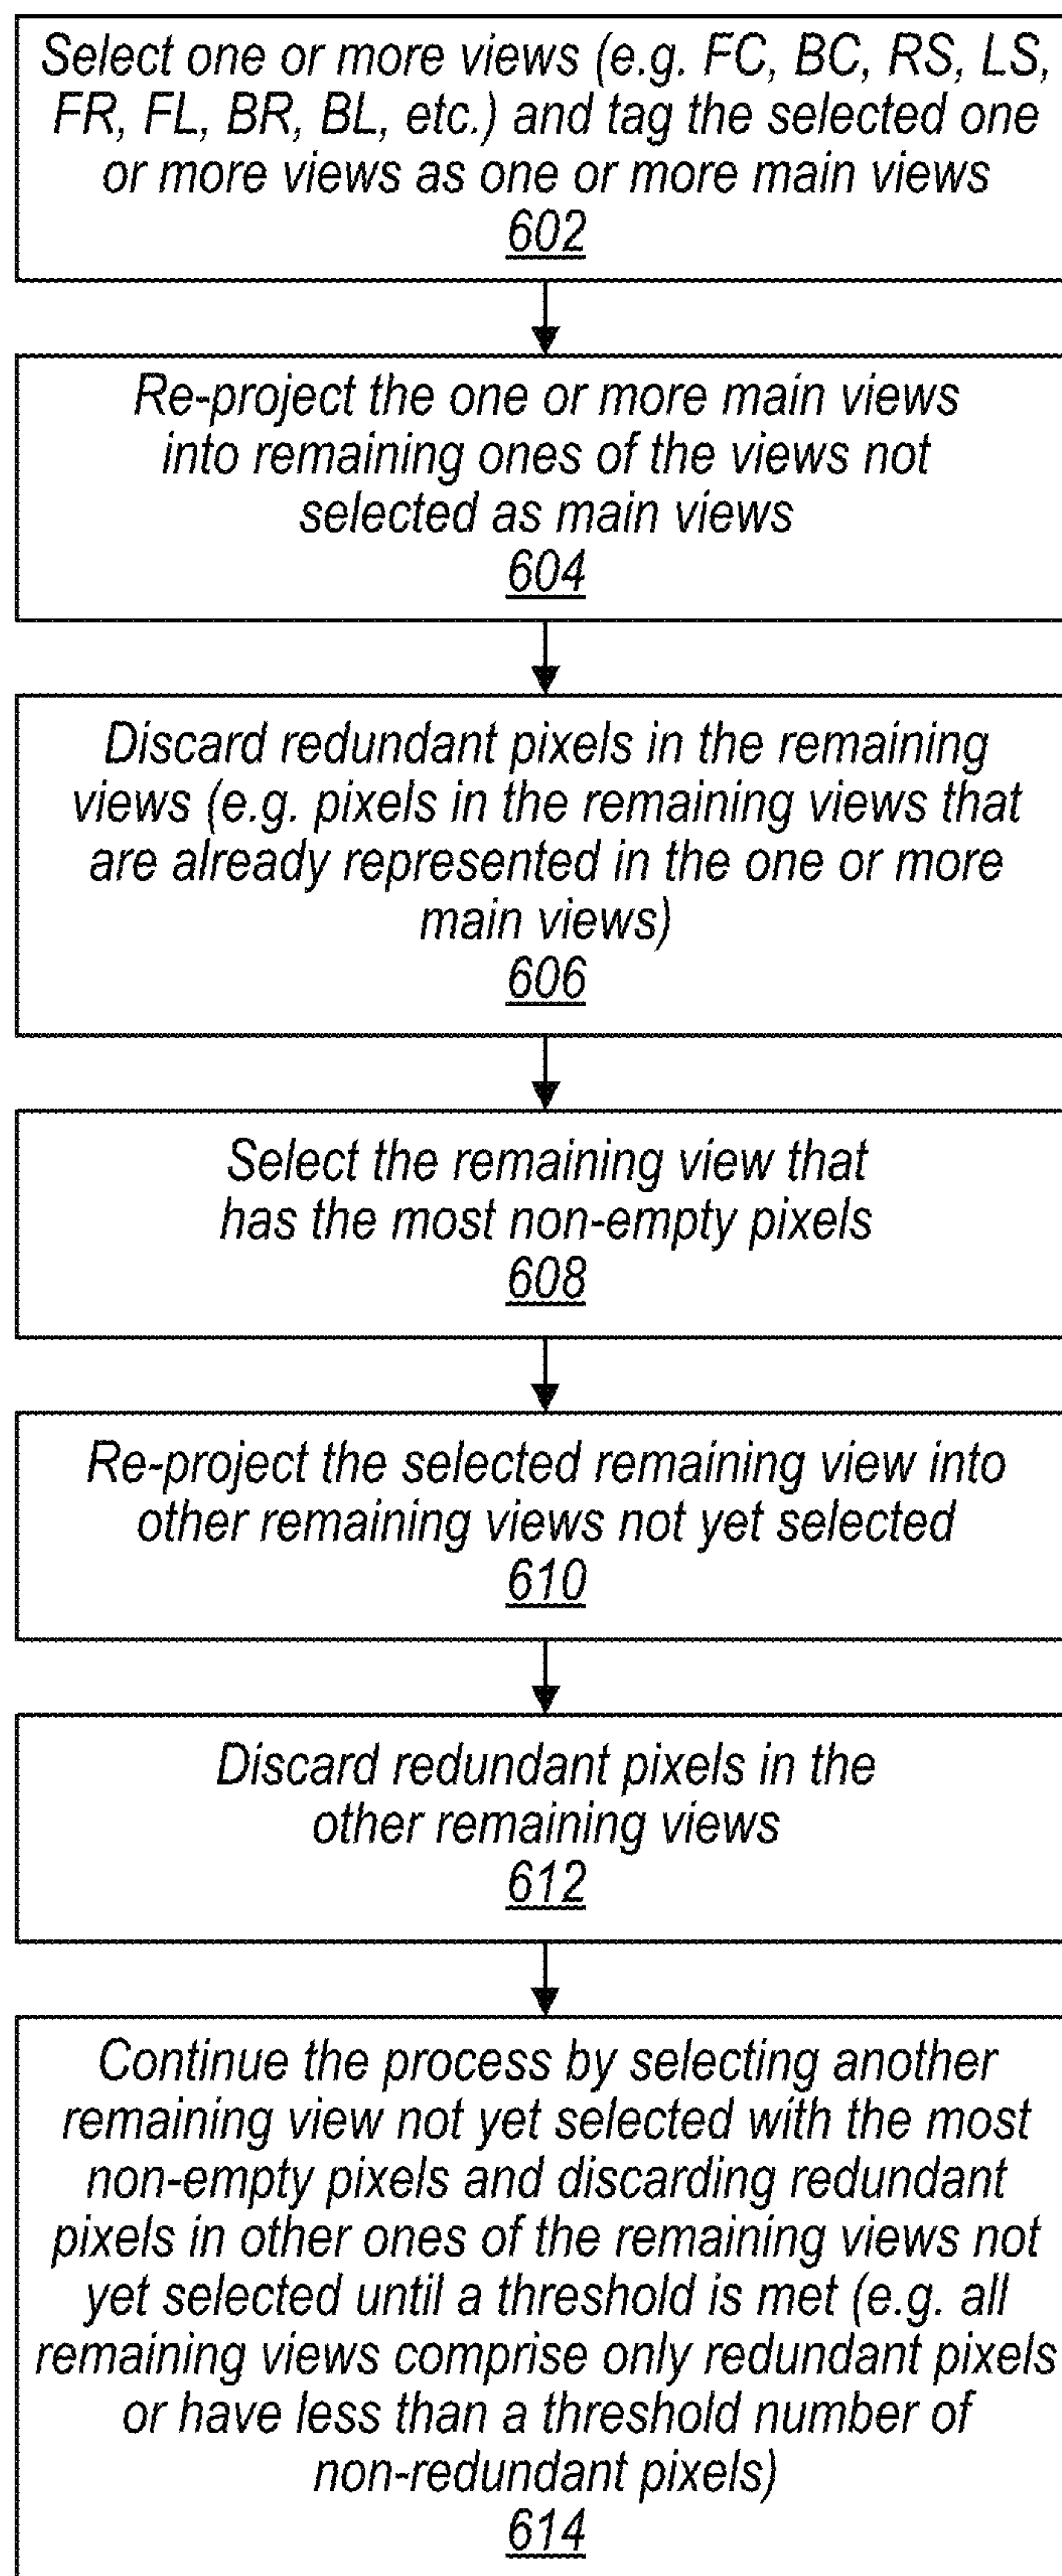 Select one or more views (e.g. FC, BC, RS, LS,
FR, FL, BR, BL, etc.) and tag the selected one
or more views as one or more main views
602
Re-project the one or more main views
into remaining ones of the views not
selected as main views
604
Discard redundant pixels in the remaining
views (e.g. pixels in the remaining views that
are already represented in the one or more
main views)
606
Select the remaining view that
has the most non-empty pixels
608
Re-project the selected remaining view into
other remaining views not yet selected
610
Discard redundant pixels in the
other remaining views
612
Continue the process by selecting another
remaining view not yet selected with the most
non-empty pixels and discarding redundant
pixels in other ones of the remaining views not
yet selected until a threshold is met (e.g. all
remaining views comprise only redundant pixels
or have less than a threshold number of
non-redundant pixels)
614